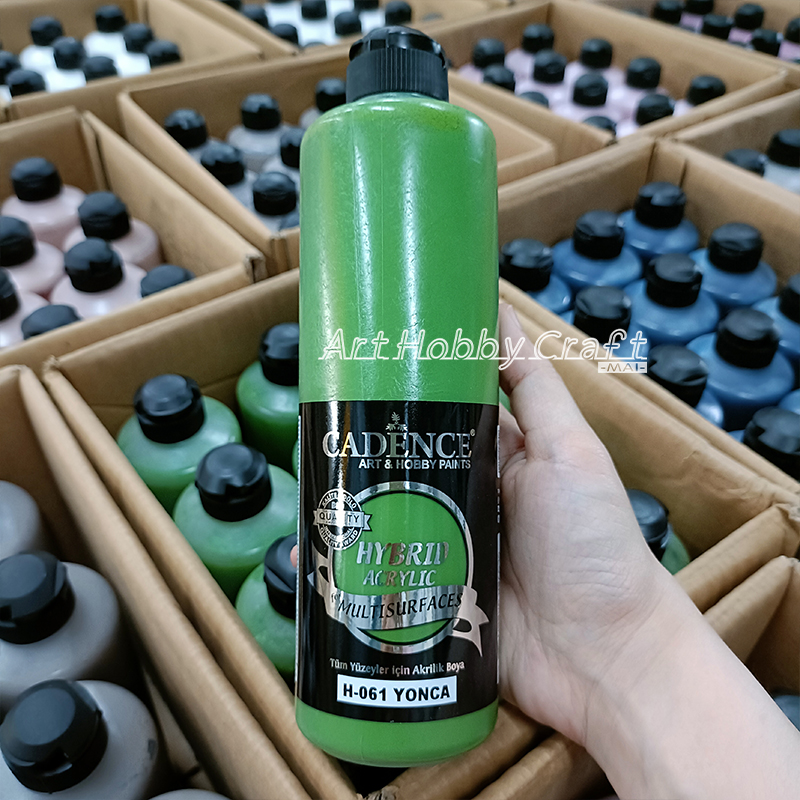 Art Hobby Craft
-MAI-
CADENCE®
ART & HOBBY PAINTS
QUALITY
HYBRID
ACRYLIC
MULTISURFACES
Tüm Yüzeyler için Akrilik Boya
H-061 YONCA